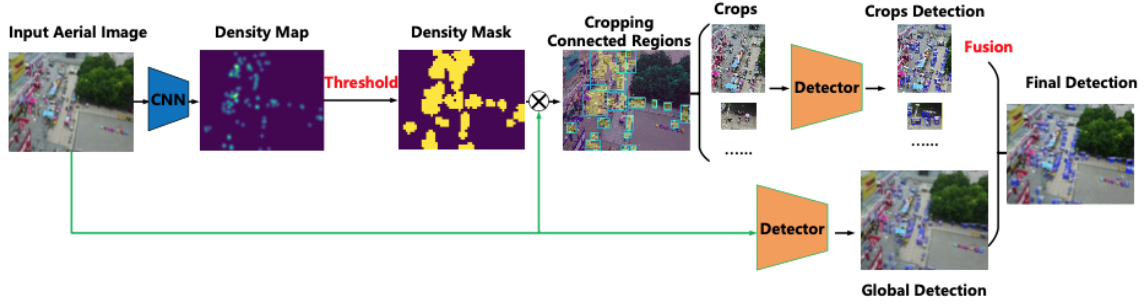 Input Aerial Image
Density Map
Density Mask
Cropping
Connected Regions
Crops
Crops Detection
Fusion
Final Detection
CNN
Threshold
Detector
......
......
Detector
Global Detection